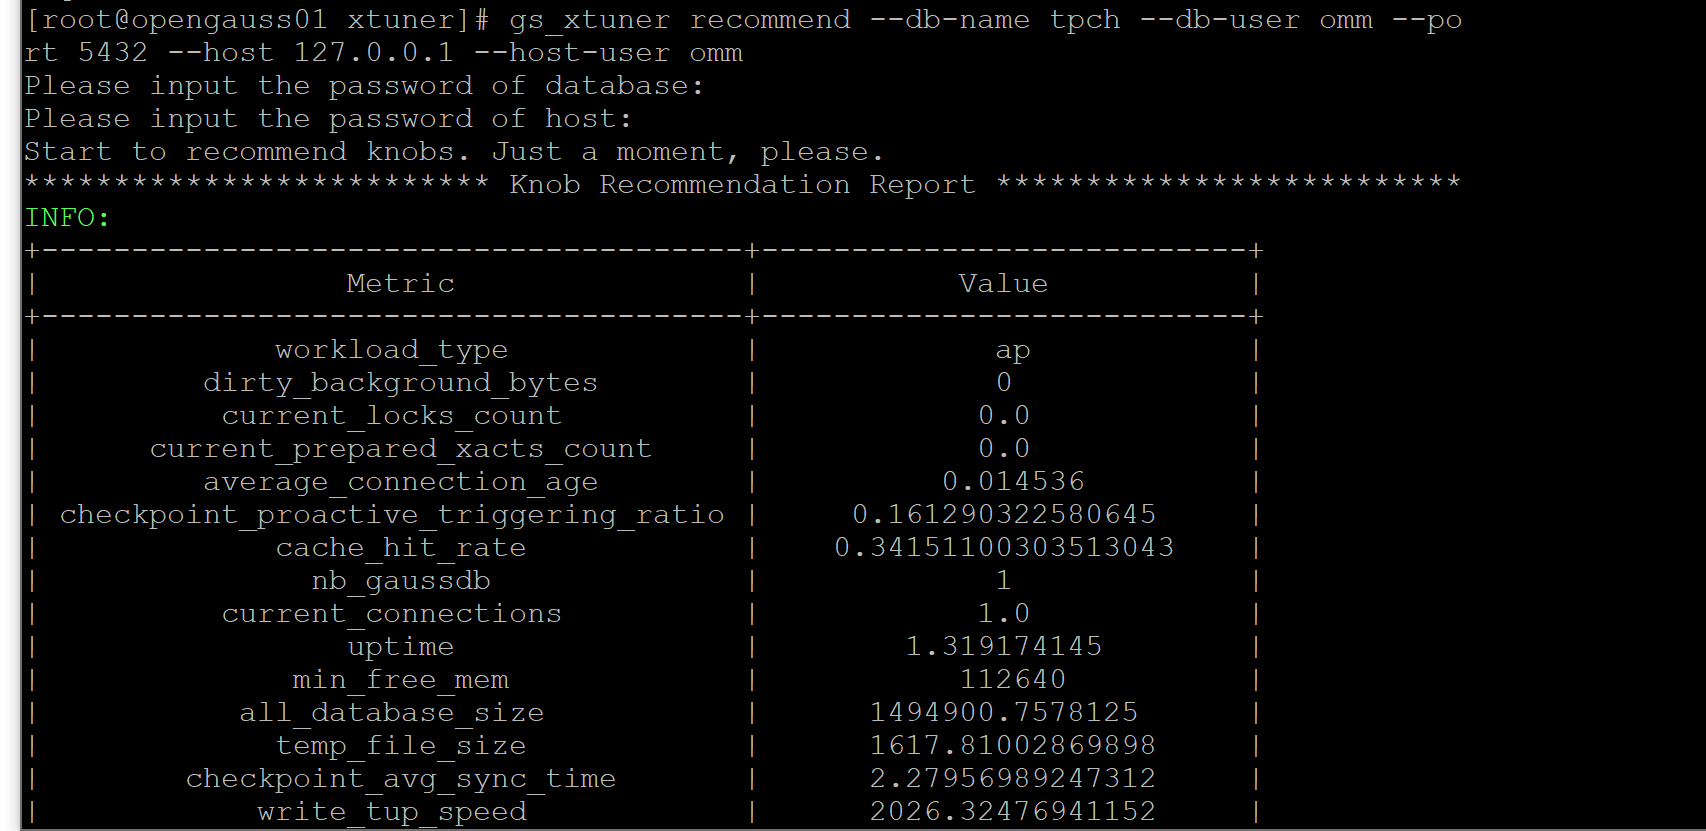 [root@opengauss01 xtuner]# gs_xtuner recommend --db-name tpch --db-user omm --po
rt 5432 --host 127.0.0.1 --host-user omm
Please input the password of database:
Please input the password of host:
Start to recommend knobs. Just a moment, please.
************************** Knob Recommendation Report **************************
INFO:
+---------------------------------------+---------------------------+
| Metric | Value |
+---------------------------------------+---------------------------+
| workload_type | ap |
| dirty_background_bytes | 0 |
| current_locks_count | 0.0 |
| current_prepared_xacts_count | 0.0 |
| average_connection_age | 0.014536 |
| checkpoint_proactive_triggering_ratio | 0.161290322580645 |
| cache_hit_rate | 0.34151100303513043 |
| nb_gaussdb | 1 |
| current_connections | 1.0 |
| uptime | 1.319174145 |
| min_free_mem | 112640 |
| all_database_size | 1494900.7578125 |
| temp_file_size | 1617.81002869898 |
| checkpoint_avg_sync_time | 2.27956989247312 |
| write_tup_speed | 2026.32476941152 |